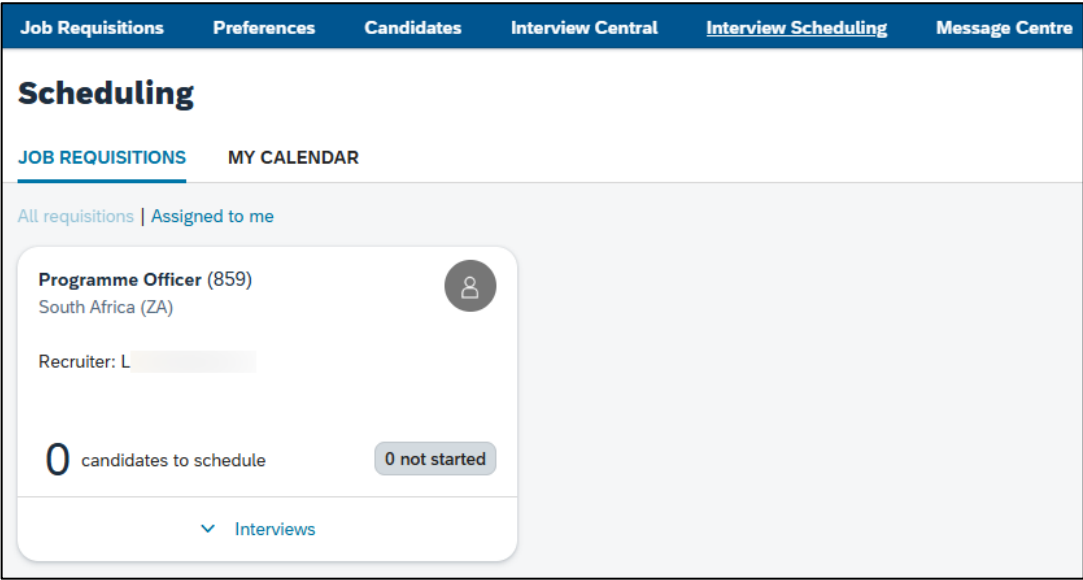 Job Requisitions Preferences Candidates Interview Central Interview Scheduling Message Centre
Scheduling
JOB REQUISITIONS MY CALENDAR
All requisitions | Assigned to me
Programme Officer (859)
South Africa (ZA)
Recruiter: L
0 candidates to schedule 0 not started
Interviews